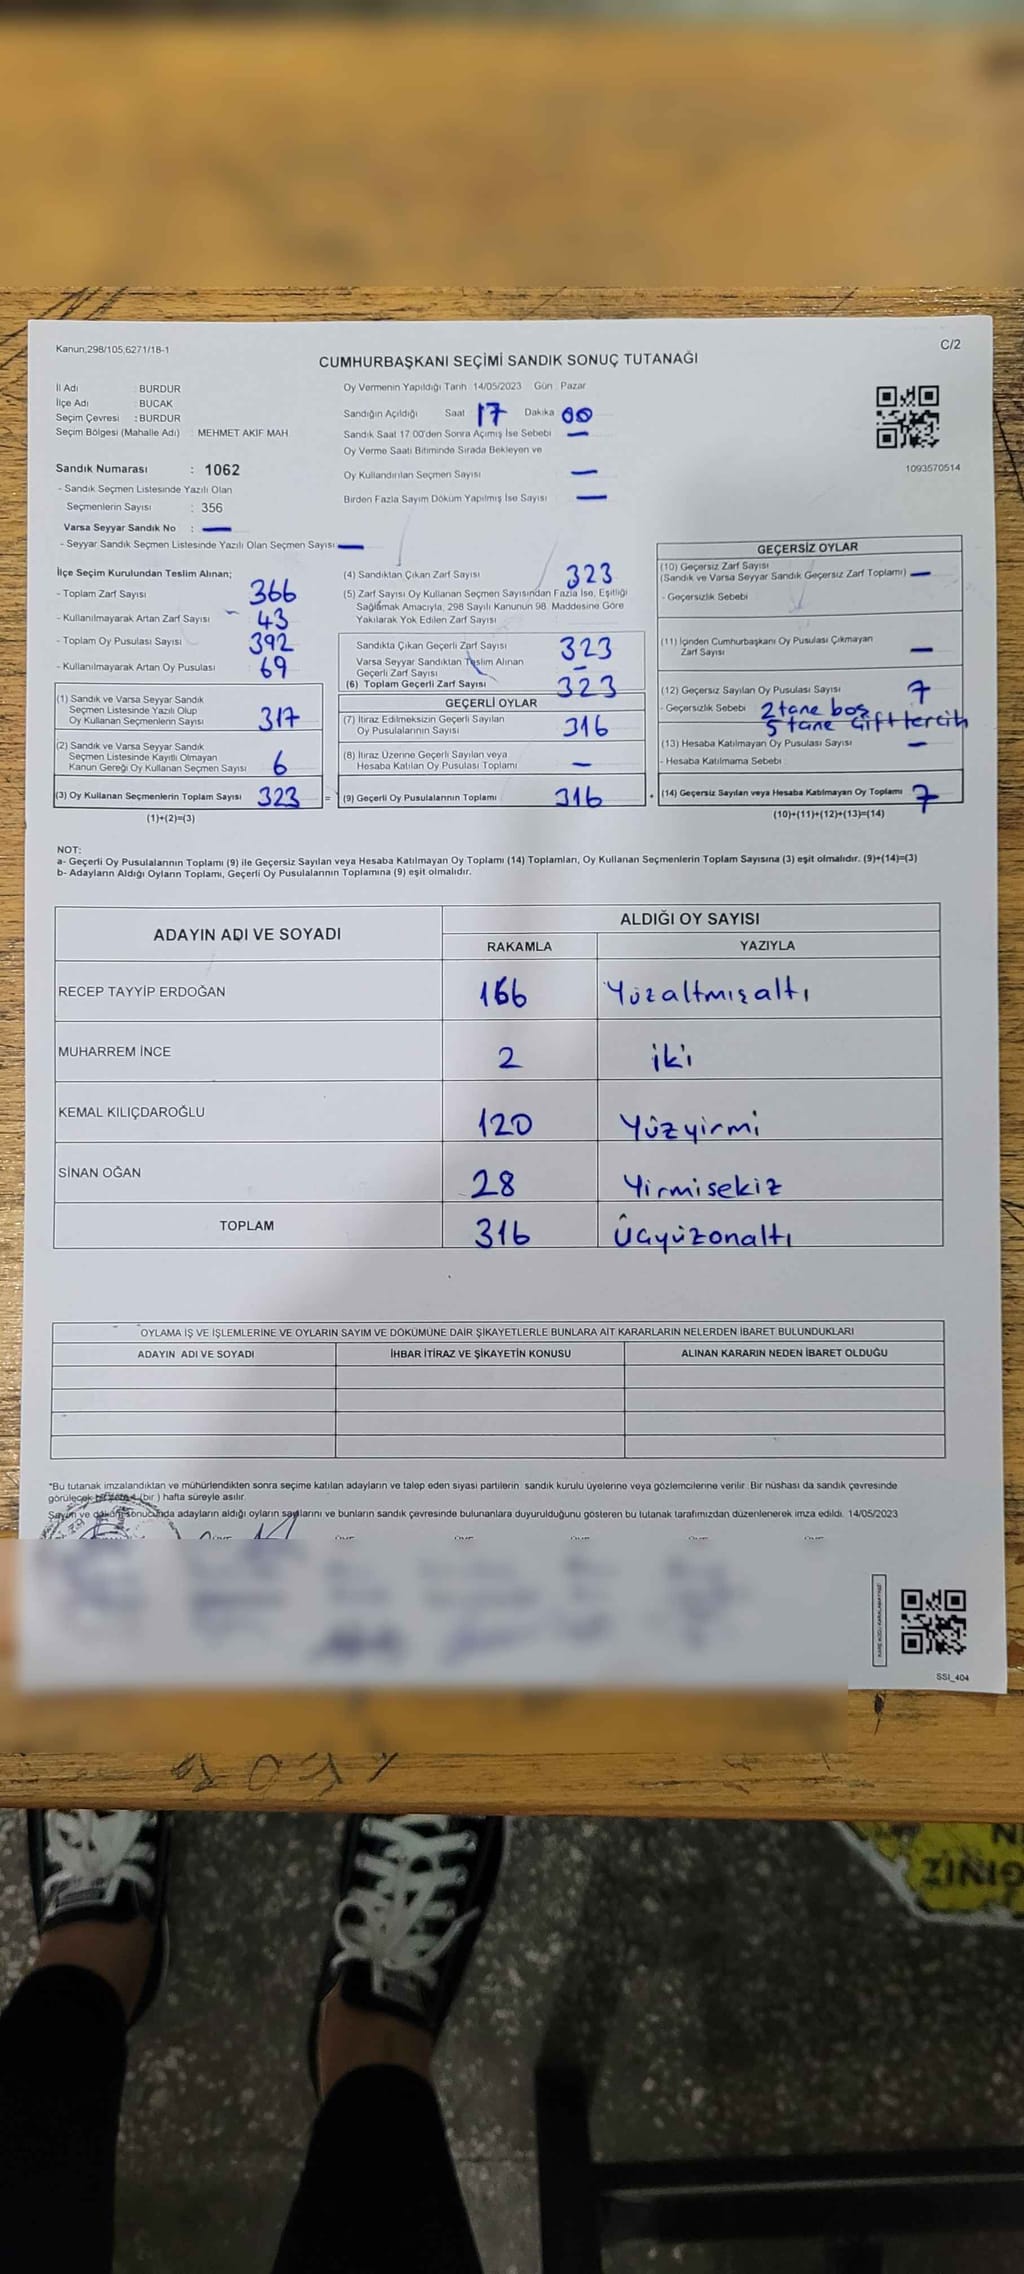 Kanun,298/105,6271/18-1
C/2
CUMHURBAŞKANI SEÇİMİ SANDIK SONUÇ TUTANAĞI
İl Adı : BURDUR
İlçe Adı : BUCAK
Seçim Çevresi : BURDUR
Seçim Bölgesi (Mahalle Adı) : MEHMET AKİF MAH.
Sandık Numarası : 1062
- Sandık Seçmen Listesinde Yazılı Olan
Seçmenlerin Sayısı : 356
Varsa Seyyar Sandık No : —
- Seyyar Sandık Seçmen Listesinde Yazılı Olan Seçmen Sayısı —
Oy Vermenin Yapıldığı Tarih 14/05/2023 Gün : Pazar
Sandığın Açıldığı Saat 17 Dakika 00
Sandık Saat 17:00'den Sonra Açımış İse Sebebi —
Oy Verme Saati Bitiminde Sırada Bekleyen ve
Oy Kullandırılan Seçmen Sayısı —
Birden Fazla Sayım Döküm Yapılmış İse Sayısı —
1093570514
İlçe Seçim Kurulundan Teslim Alınan;
- Toplam Zarf Sayısı 366
- Kullanılmayarak Artan Zarf Sayısı 43
- Toplam Oy Pusulası Sayısı 392
- Kullanılmayarak Artan Oy Pusulası 69
(1) Sandık ve Varsa Seyyar Sandık
Seçmen Listesinde Yazılı Olup
Oy Kullanan Seçmenlerin Sayısı 317
(2) Sandık ve Varsa Seyyar Sandık
Seçmen Listesinde Kayıtlı Olmayan
Kanun Gereği Oy Kullanan Seçmen Sayısı 6
(3) Oy Kullanan Seçmenlerin Toplam Sayısı 323 =
(1)+(2)=(3)
(4) Sandıktan Çıkan Zarf Sayısı 323
(5) Zarf Sayısı Oy Kullanan Seçmen Sayısından Fazla İse, Eşitliği
Sağlamak Amacıyla, 298 Sayılı Kanunun 98. Maddesine Göre
Yakılarak Yok Edilen Zarf Sayısı :
Sandıkta Çıkan Geçerli Zarf Sayısı 323
Varsa Seyyar Sandıktan Teslim Alınan
Geçerli Zarf Sayısı —
(6) Toplam Geçerli Zarf Sayısı 323
GEÇERLİ OYLAR
(7) İtiraz Edilmeksizin Geçerli Sayılan
Oy Pusulalarının Sayısı 316
(8) İtiraz Üzerine Geçerli Sayılan veya
Hesaba Katılan Oy Pusulası Toplamı —
(9) Geçerli Oy Pusulalarının Toplamı 316 +
GEÇERSİZ OYLAR
(10) Geçersiz Zarf Sayısı
(Sandık ve Varsa Seyyar Sandık Geçersiz Zarf Toplamı) —
- Geçersizlik Sebebi
(11) İçinden Cumhurbaşkanı Oy Pusulası Çıkmayan
Zarf Sayısı —
(12) Geçersiz Sayılan Oy Pusulası Sayısı 7
- Geçersizlik Sebebi 2 tane boş
5 tane çift tercih
(13) Hesaba Katılmayan Oy Pusulası Sayısı —
- Hesaba Katılmama Sebebi
(14) Geçersiz Sayılan veya Hesaba Katılmayan Oy Toplamı 7
(10)+(11)+(12)+(13)=(14)
NOT:
a- Geçerli Oy Pusulalarının Toplamı (9) ile Geçersiz Sayılan veya Hesaba Katılmayan Oy Toplamı (14) Toplamları, Oy Kullanan Seçmenlerin Toplam Sayısına (3) eşit olmalıdır. (9)+(14)=(3)
b- Adayların Aldığı Oyların Toplamı, Geçerli Oy Pusulalarının Toplamına (9) eşit olmalıdır.
ADAYIN ADI VE SOYADI
ALDIĞI OY SAYISI
RAKAMLA YAZIYLA
RECEP TAYYİP ERDOĞAN 166 Yüzaltmışaltı
MUHARREM İNCE 2 iki
KEMAL KILIÇDAROĞLU 120 Yüzyirmi
SİNAN OĞAN 28 Yirmisekiz
TOPLAM 316 Üçyüzonaltı
OYLAMA İŞ VE İŞLEMLERİNE VE OYLARIN SAYIM VE DÖKÜMÜNE DAİR ŞİKAYETLERLE BUNLARA AİT KARARLARIN NELERDEN İBARET BULUNDUKLARI
ADAYIN ADI VE SOYADI İHBAR İTİRAZ VE ŞİKAYETİN KONUSU ALINAN KARARIN NEDEN İBARET OLDUĞU
*Bu tutanak imzalandıktan ve mühürlendikten sonra seçime katılan adayların ve talep eden siyasi partilerin sandık kurulu üyelerine veya gözlemcilerine verilir. Bir nüshası da sandık çevresinde
görülecek bir yere 1 (bir ) hafta süreyle asılır.
Sayım ve döküm sonucunda adayların aldığı oyların sayılarını ve bunların sandık çevresinde bulunanlara duyurulduğunu gösteren bu tutanak tarafımızdan düzenlenerek imza edildi. 14/05/2023
SSI_404